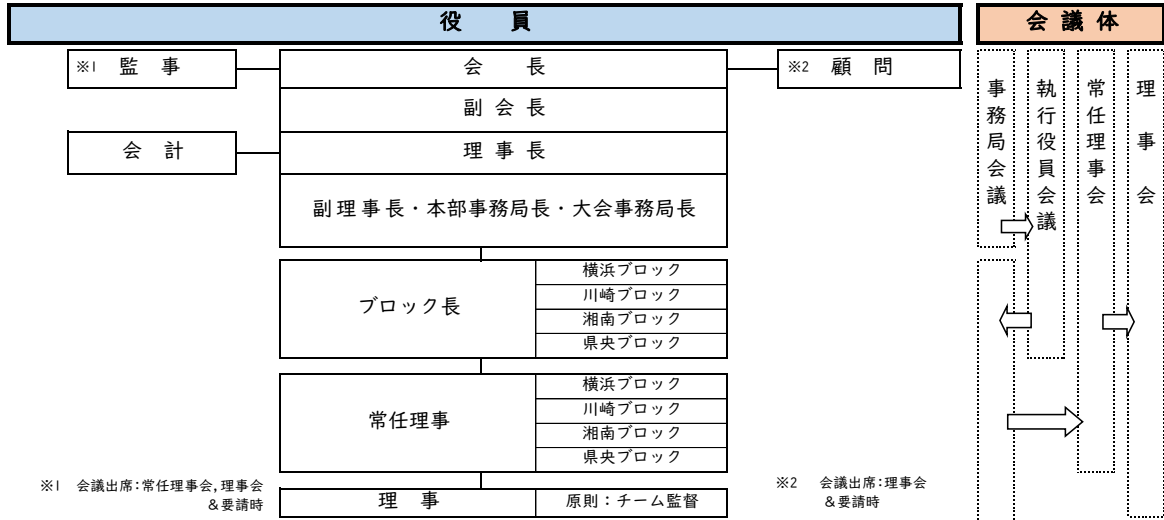 役 員
会 議 体
※1 監 事
会 長
※2 顧 問
副 会 長
会 計
理 事 長
副理事長・本部事務局長・大会事務局長
ブロック長
横浜ブロック
川崎ブロック
湘南ブロック
県央ブロック
常任理事
横浜ブロック
川崎ブロック
湘南ブロック
県央ブロック
理 事
原則:チーム監督
※1 会議出席:常任理事会,理事会
&要請時
※2 会議出席:理事会
&要請時
事務局会議
執行役員会議
常任理事会
理事会